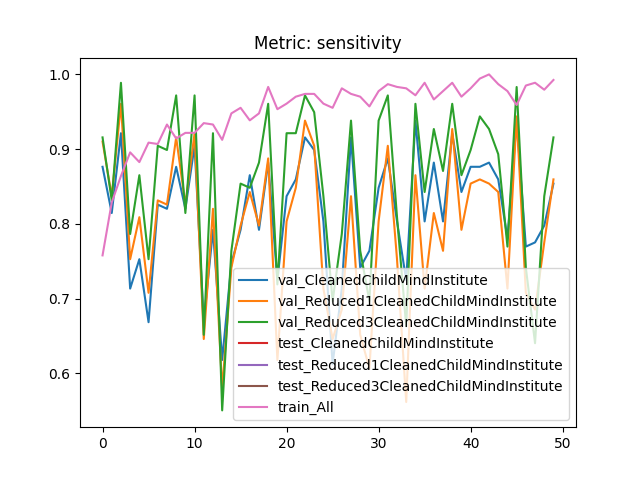 Metric: sensitivity
1.0
0.9
0.8
0.7
0.6
val_CleanedChildMindInstitute
val_Reduced1CleanedChildMindInstitute
val_Reduced3CleanedChildMindInstitute
test_CleanedChildMindInstitute
test_Reduced1CleanedChildMindInstitute
test_Reduced3CleanedChildMindInstitute
train_All
0 10 20 30 40 50